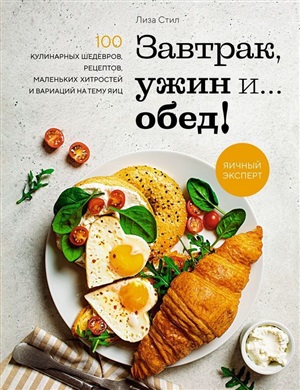 Лиза Стил
100
КУЛИНАРНЫХ ШЕДЕВРОВ,
РЕЦЕПТОВ,
МАЛЕНЬКИХ ХИТРОСТЕЙ
И ВАРИАЦИЙ НА ТЕМУ ЯИЦ
Завтрак,
ужин и...
обед!
ЯИЧНЫЙ
ЭКСПЕРТ